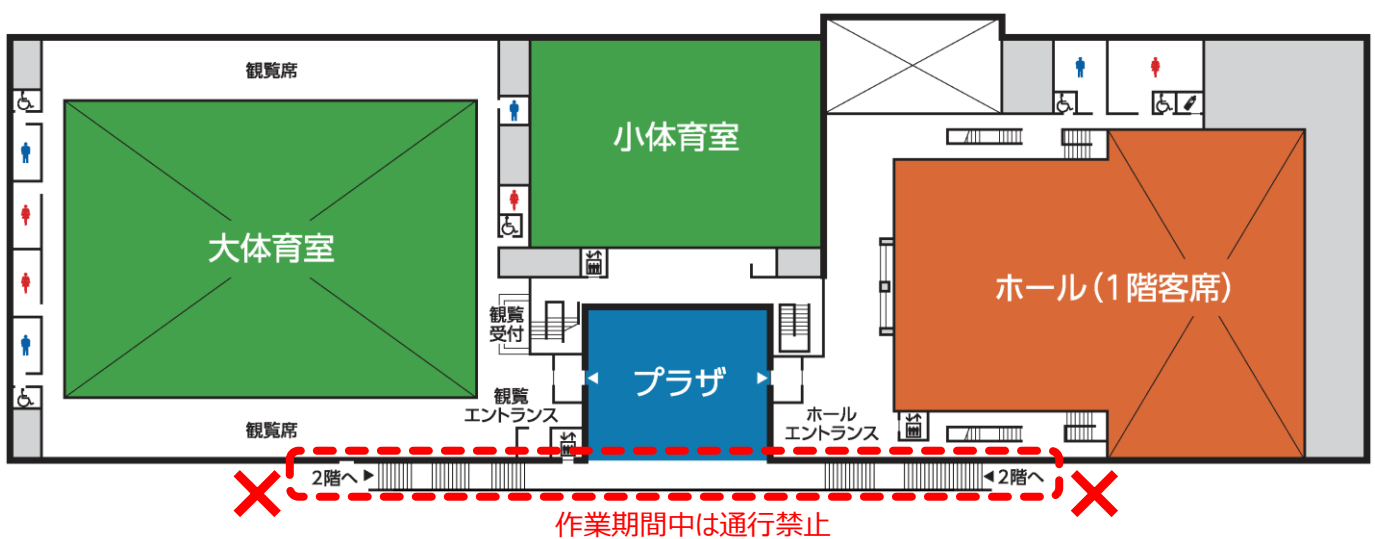 観覧席
小体育室
大体育室
ホール(1階客席)
観覧
受付
プラザ
観覧
エントランス
ホール
エントランス
観覧席
2階へ
2階へ
作業期間中は通行禁止